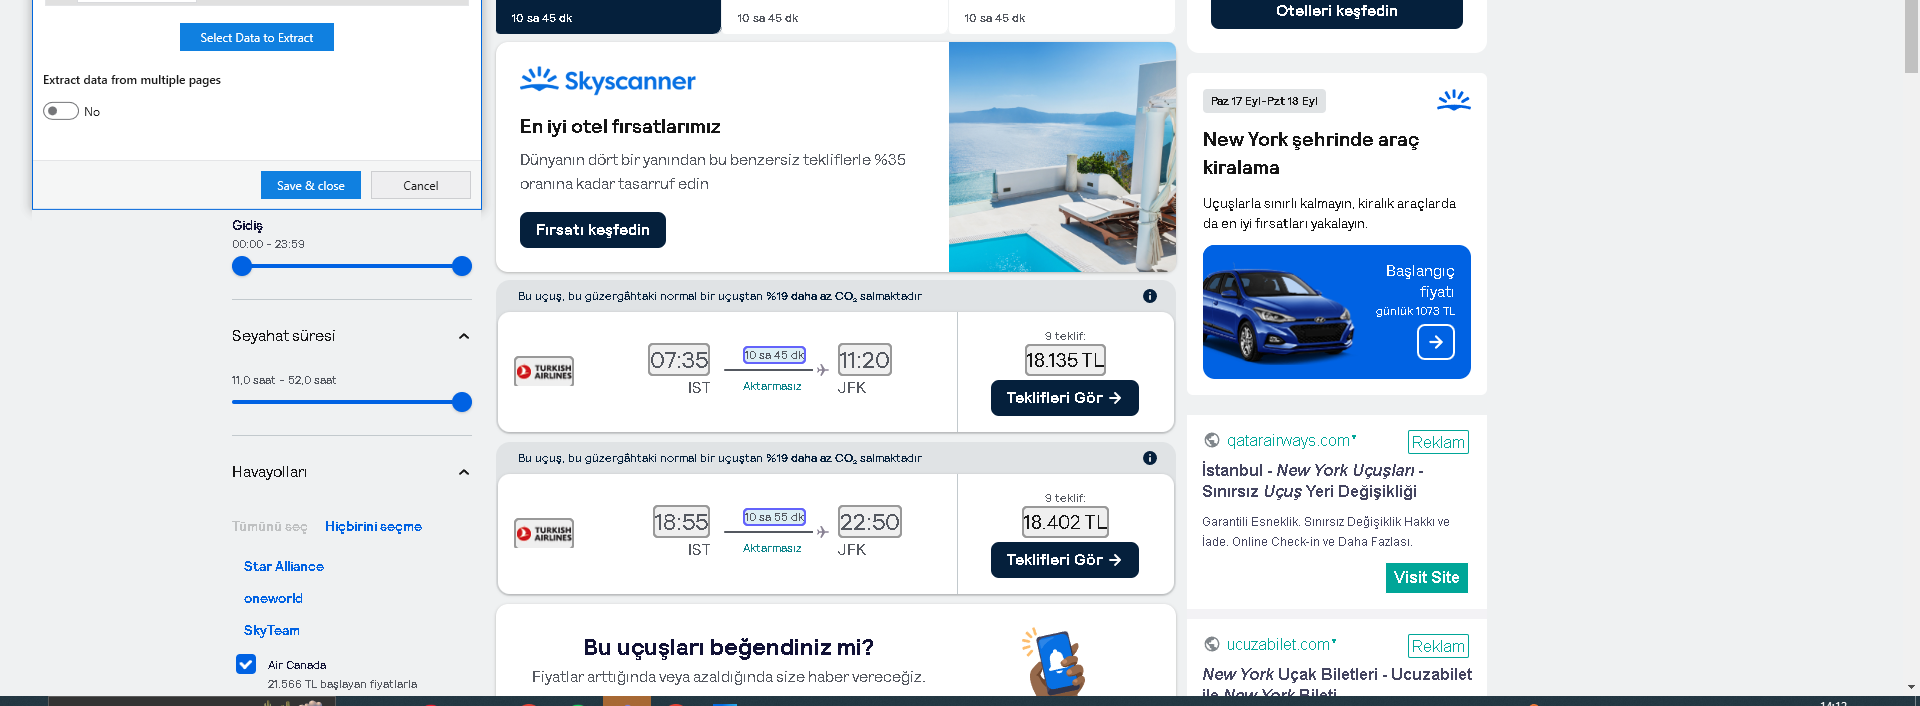 Select Data to Extract
Extract data from multiple pages
No
Save & close
Cancel
Gidiş
00:00 - 23:59
Seyahat süresi
11,0 saat - 52,0 saat
Havayolları
Tümünü seç
Hiçbirini seçme
Star Alliance
oneworld
SkyTeam
Air Canada
21.566 TL başlayan fiyatlarla
10 sa 45 dk
10 sa 45 dk
10 sa 45 dk
Skyscanner
En iyi otel fırsatlarımız
Dünyanın dört bir yanından bu benzersiz tekliflerle %35
oranına kadar tasarruf edin
Fırsatı keşfedin
Bu uçuş, bu güzergâhtaki normal bir uçuştan %19 daha az CO₂ salmaktadır
TURKISH
AIRLINES
07:35
IST
10 sa 45 dk
Aktarmasız
11:20
JFK
9 teklif:
18.135 TL
Teklifleri Gör →
Bu uçuş, bu güzergâhtaki normal bir uçuştan %19 daha az CO₂ salmaktadır
TURKISH
AIRLINES
18:55
IST
10 sa 55 dk
Aktarmasız
22:50
JFK
9 teklif:
18.402 TL
Teklifleri Gör →
Bu uçuşları beğendiniz mi?
Fiyatlar arttığında veya azaldığında size haber vereceğiz.
Otelleri keşfedin
Paz 17 Eyl-Pzt 18 Eyl
New York şehrinde araç
kiralama
Uçuşlarla sınırlı kalmayın, kiralık araçlarda
da en iyi fırsatları yakalayın.
Başlangıç
fiyatı
günlük 1073 TL
qatarairways.com
Reklam
İstanbul - New York Uçuşları -
Sınırsız Uçuş Yeri Değişikliği
Garantili Esneklik. Sınırsız Değişiklik Hakkı ve
İade. Online Check-in ve Daha Fazlası.
Visit Site
ucuzabilet.com
Reklam
New York Uçak Biletleri - Ucuzabilet
ile New York Bileti